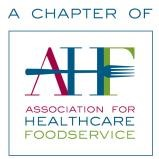 A CHAPTER OF
AHF
ASSOCIATION FOR
HEALTHCARE
FOODSERVICE